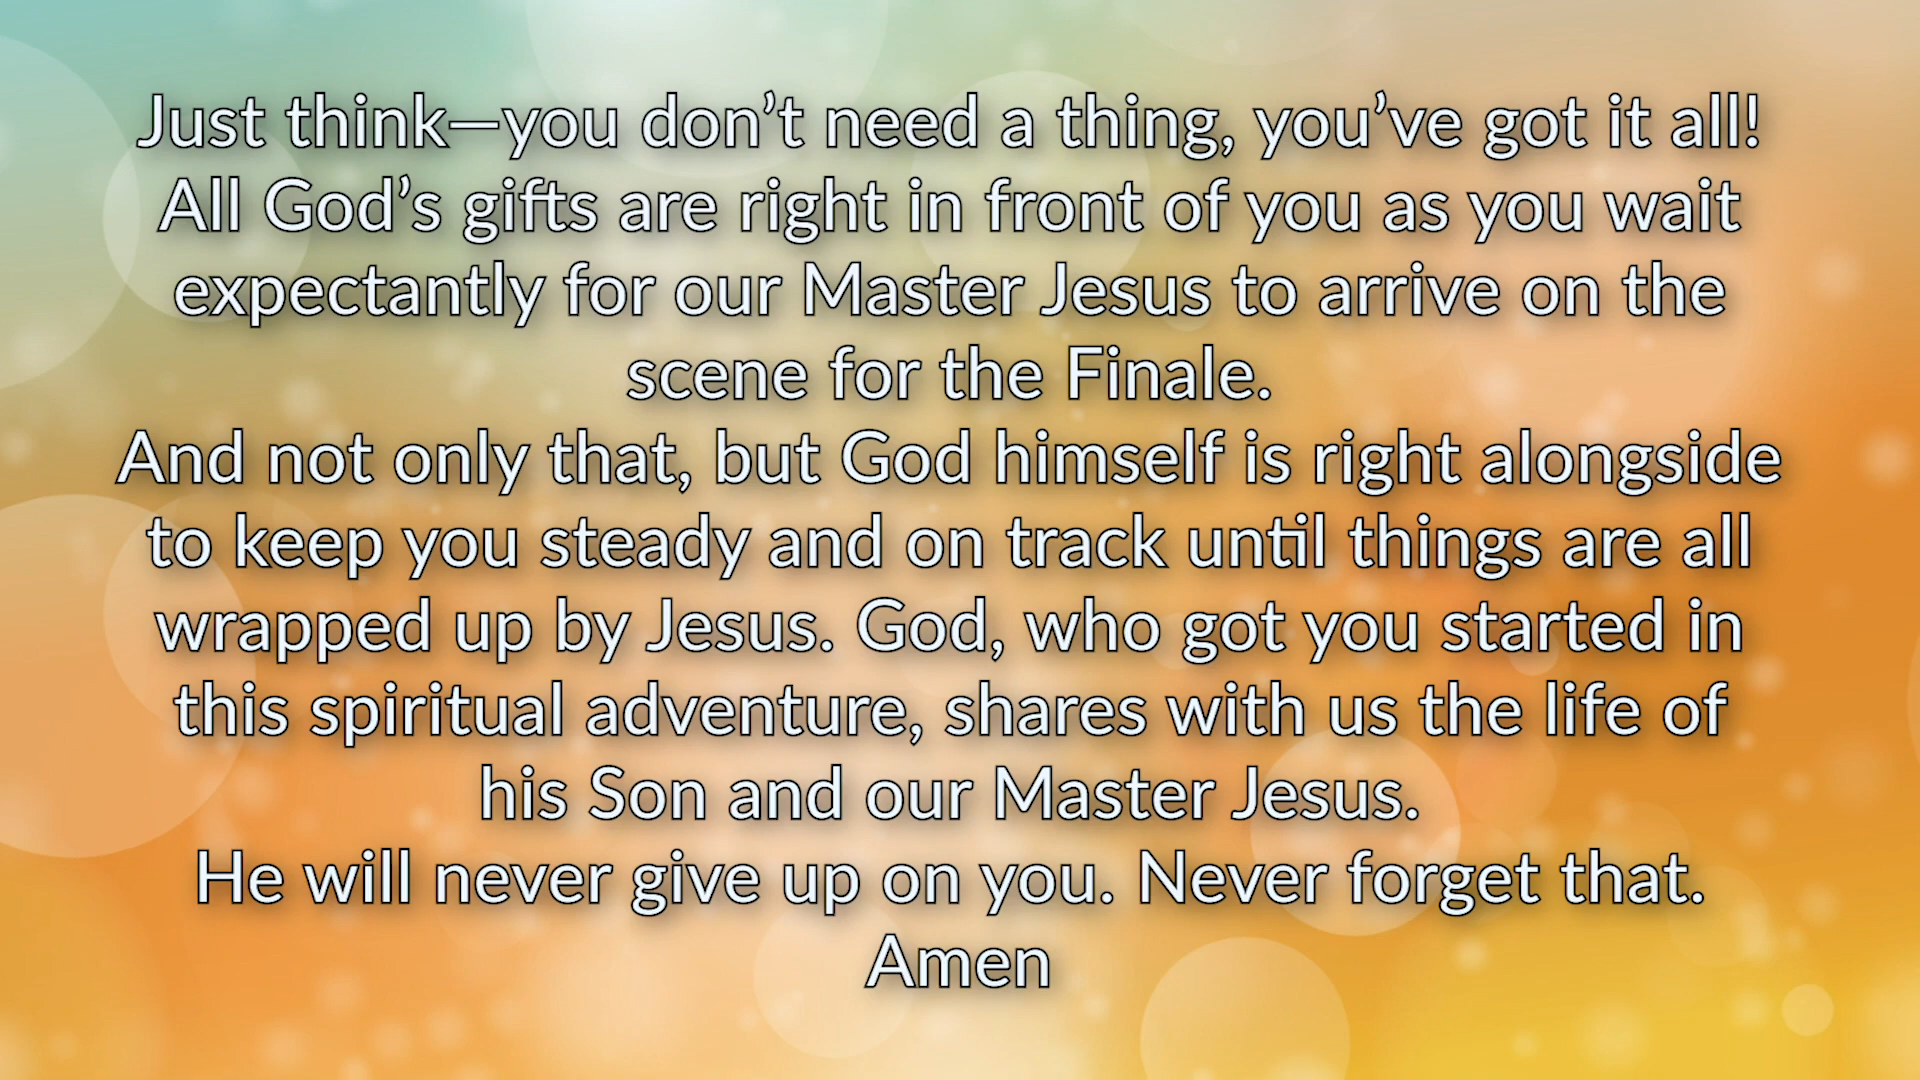 Just think—you don’t need a thing, you’ve got it all!
All God’s gifts are right in front of you as you wait
expectantly for our Master Jesus to arrive on the
scene for the Finale.
And not only that, but God himself is right alongside
to keep you steady and on track until things are all
wrapped up by Jesus. God, who got you started in
this spiritual adventure, shares with us the life of
his Son and our Master Jesus.
He will never give up on you. Never forget that.
Amen